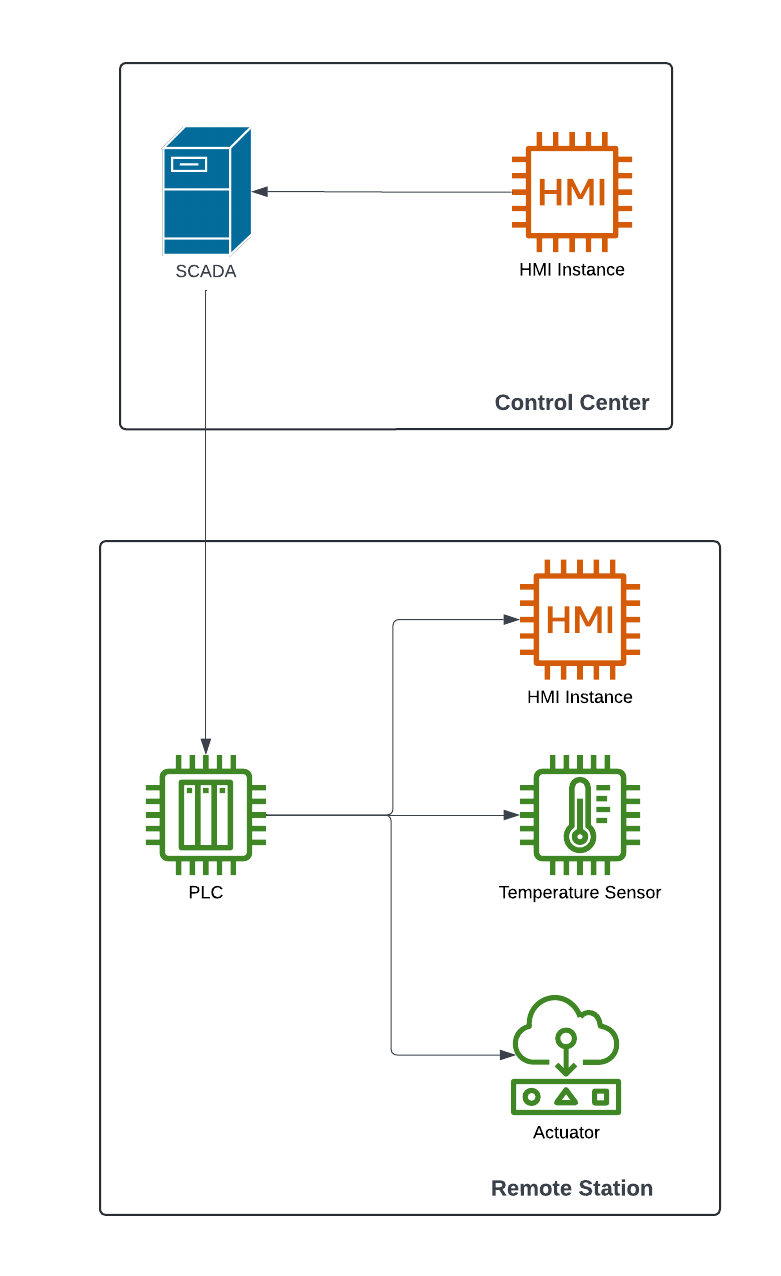 HMI
SCADA
HMI Instance
Control Center
HMI
HMI Instance
PLC
Temperature Sensor
Actuator
Remote Station